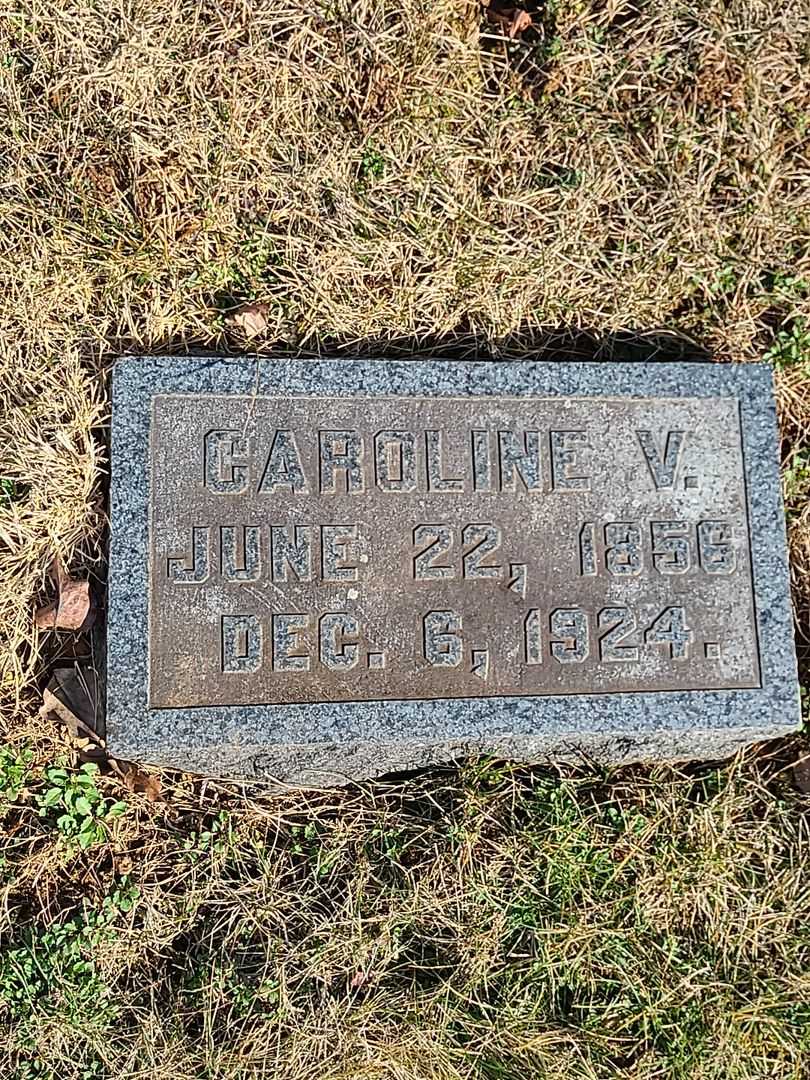 CAROLINE V.
JUNE 22, 1856
DEC. 6, 1924.